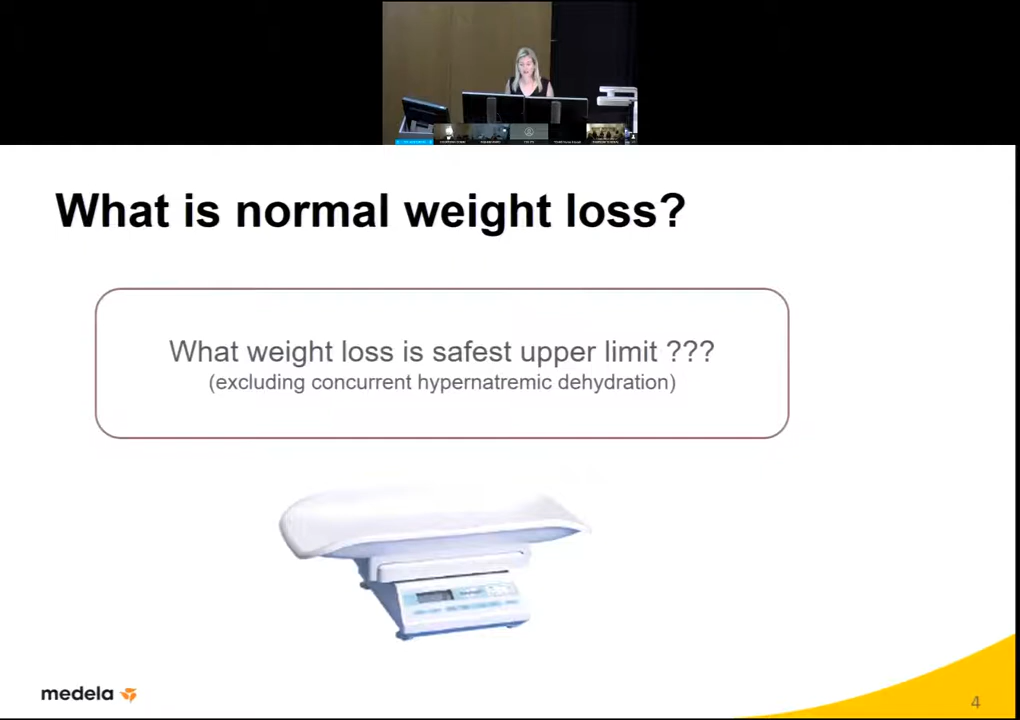 What is normal weight loss?
What weight loss is safest upper limit ???
(excluding concurrent hypernatremic dehydration)
medela
4